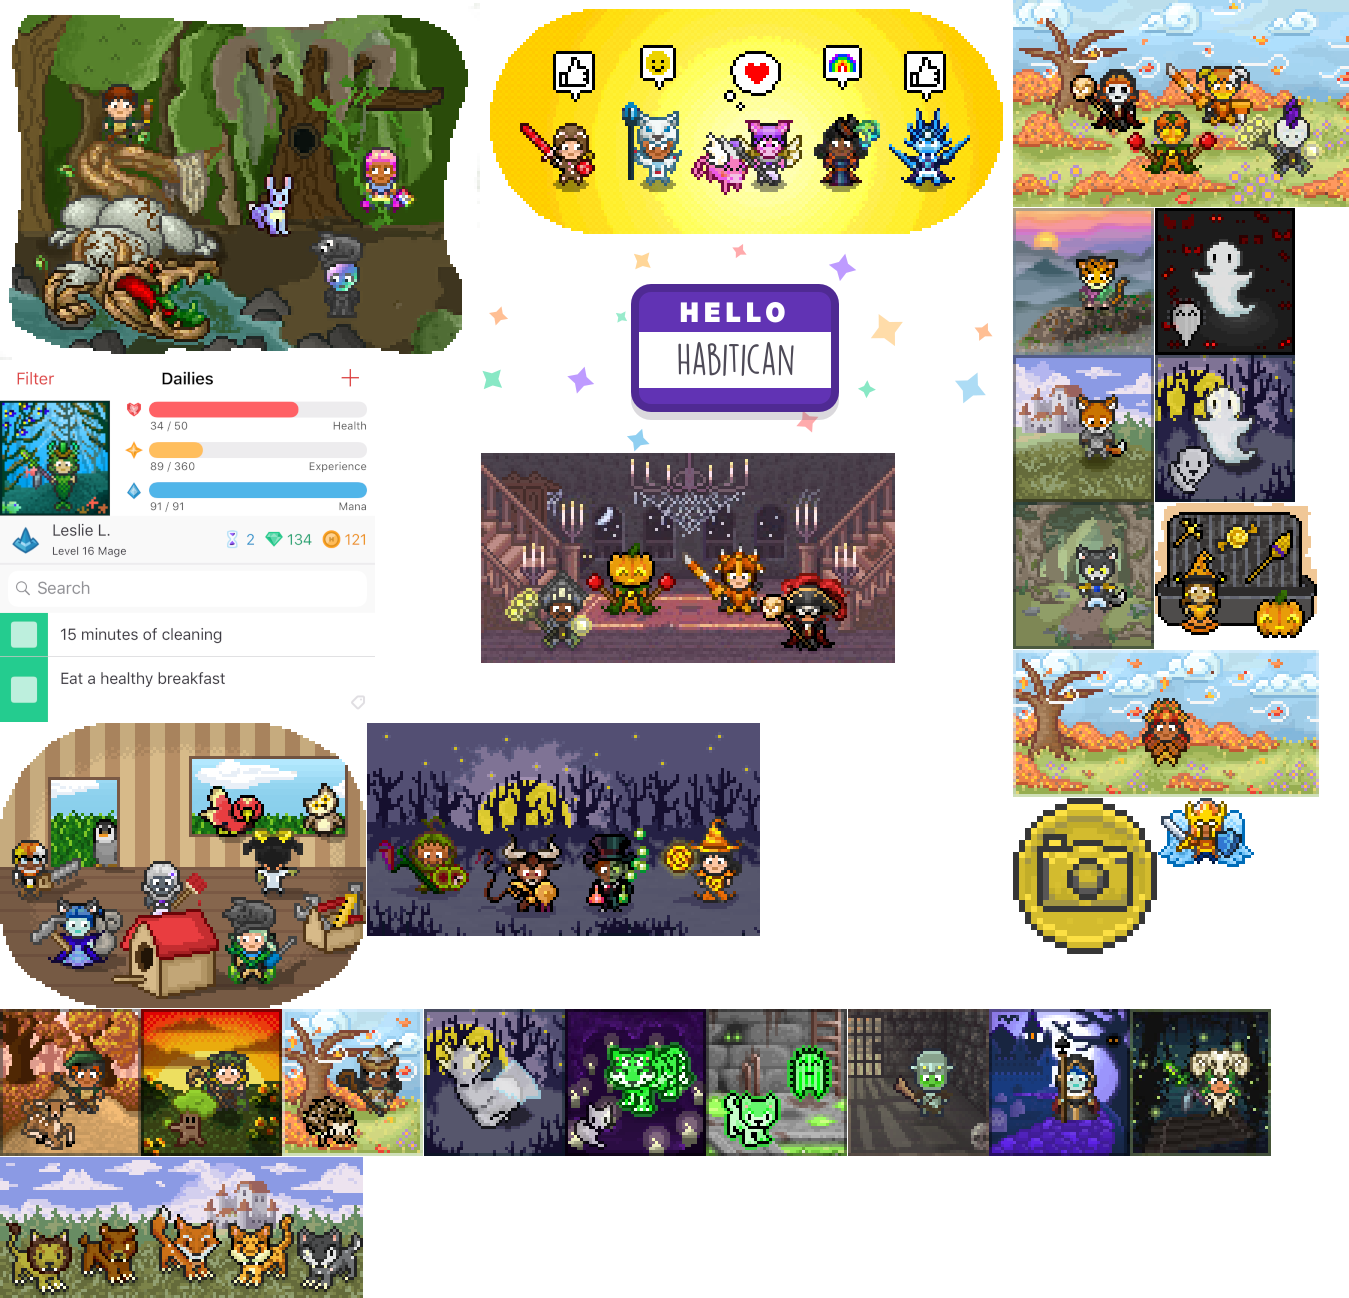 HELLO
HABITICAN
Filter
Dailies
34 / 50
Health
89 / 360
Experience
91 / 91
Mana
Leslie L.
Level 16 Mage
2
134
121
Search
15 minutes of cleaning
Eat a healthy breakfast